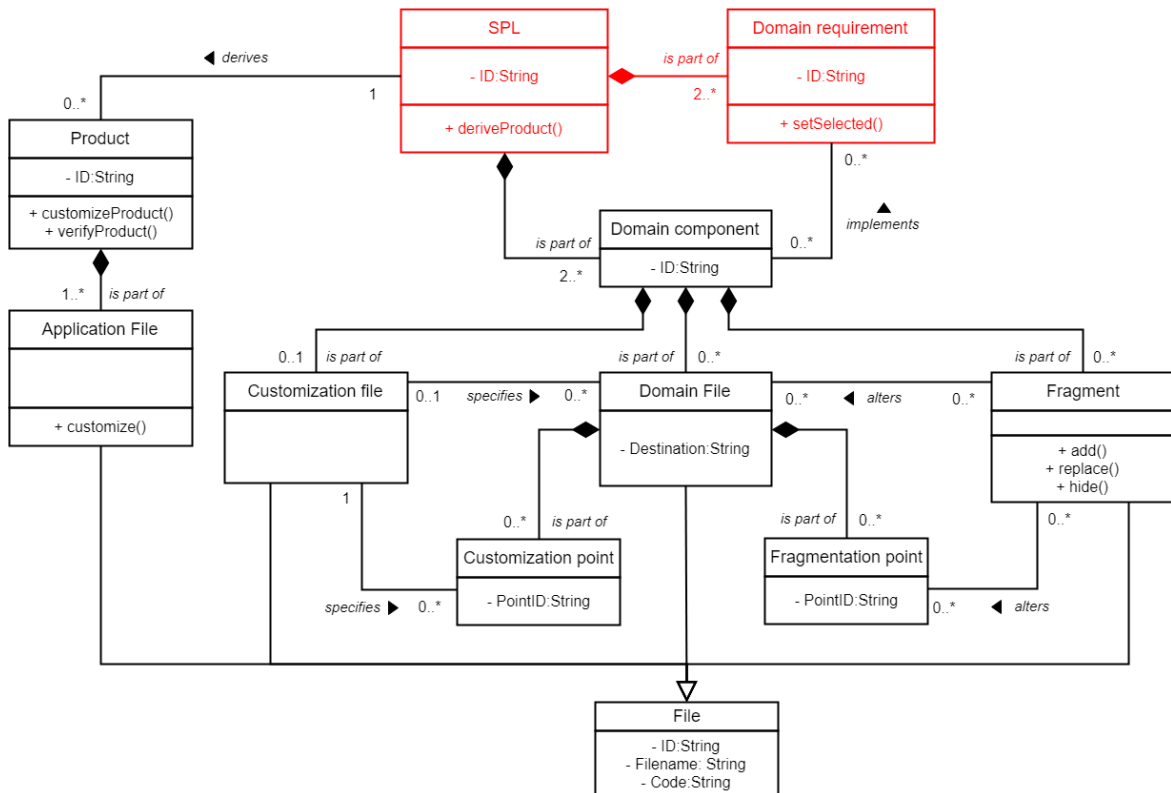 SPL
- ID:String
+ deriveProduct()
Domain requirement
- ID:String
+ setSelected()
is part of
2..*
derives
0..*
1
Product
- ID:String
+ customizeProduct()
+ verifyProduct()
0..*
implements
0..*
Domain component
- ID:String
is part of
2..*
1..*
is part of
Application File
+ customize()
0..1
is part of
is part of
0..*
is part of
0..*
Customization file
0..1
specifies
0..*
Domain File
- Destination:String
0..*
alters
0..*
Fragment
+ add()
+ replace()
+ hide()
1
0..*
is part of
is part of
0..*
0..*
Customization point
- PointID:String
Fragmentation point
- PointID:String
specifies
0..*
0..*
alters
File
- ID:String
- Filename: String
- Code:String